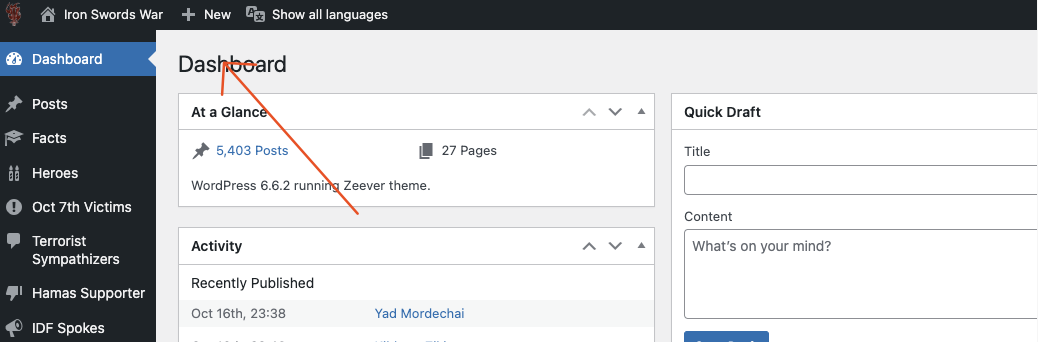 Iron Swords War
New
Show all languages
Dashboard
Posts
Facts
Heroes
Oct 7th Victims
Terrorist
Sympathizers
Hamas Supporter
IDF Spokes
Dashboard
At a Glance
5,403 Posts
27 Pages
WordPress 6.6.2 running Zeever theme.
Activity
Recently Published
Oct 16th, 23:38
Yad Mordechai
Quick Draft
Title
Content
What's on your mind?